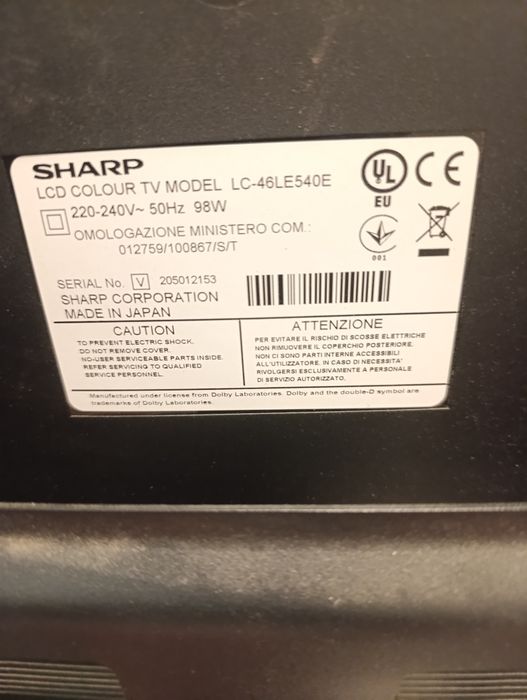 SHARP
LCD COLOUR TV MODEL LC-46LE540E
220-240V~ 50Hz 98W
OMOLOGAZIONE MINISTERO COM.:
012759/100867/S/T
UL
EU
CE
001
SERIAL No. V 205012153
SHARP CORPORATION
MADE IN JAPAN
CAUTION
TO PREVENT ELECTRIC SHOCK,
DO NOT REMOVE COVER.
NO-USER SERVICEABLE PARTS INSIDE.
REFER SERVICING TO QUALIFIED
SERVICE PERSONNEL.
ATTENZIONE
PER EVITARE IL RISCHIO DI SCOSSE ELETTRICHE
NON RIMUOVERE IL COPERCHIO POSTERIORE.
NON CI SONO PARTI INTERNE ACCESSIBILI
ALL'UTILIZZATORE. IN CASO DI NECESSITA'
RIVOLGERSI ESCLUSIVAMENTE A PERSONALE
DI SERVIZIO AUTORIZZATO.
Manufactured under license from Dolby Laboratories. Dolby and the double-D symbol are
trademarks of Dolby Laboratories.